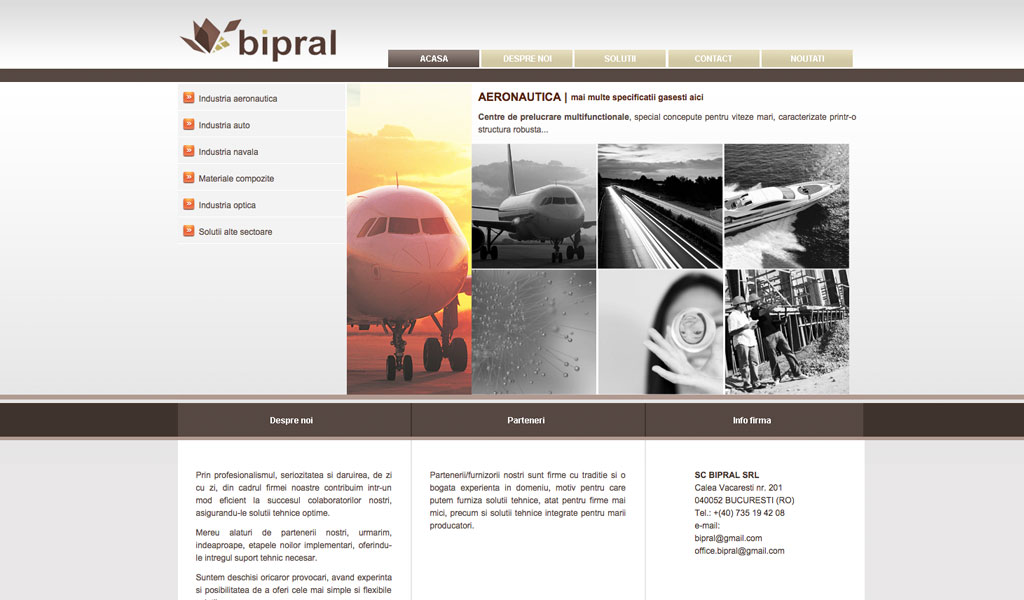 bipral
ACASA
DESPRE NOI
SOLUTII
CONTACT
NOUTATI
Industria aeronautica
Industria auto
Industria navala
Materiale compozite
Industria optica
Solutii alte sectoare
AERONAUTICA | mai multe specificatii gasesti aici
Centre de prelucrare multifunctionale, special concepute pentru viteze mari, caracterizate printr-o
structura robusta...
Despre noi
Parteneri
Info firma
Prin profesionalismul, seriozitatea si daruirea, de zi
cu zi, din cadrul firmei noastre contribuim intr-un
mod eficient la succesul colaboratorilor nostri,
asigurandu-le solutii tehnice optime.
Mereu alaturi de partenerii nostri, urmarim,
indeaproape, etapele noilor implementari, oferindu-
le intregul suport tehnic necesar.
Suntem deschisi oricaror provocari, avand experinta
si posibilitatea de a oferi cele mai simple si flexibile
Partenerii/furnizorii nostri sunt firme cu traditie si o
bogata experienta in domeniu, motiv pentru care
putem furniza solutii tehnice, atat pentru firme mai
mici, precum si solutii tehnice integrate pentru marii
producatori.
SC BIPRAL SRL
Calea Vacaresti nr. 201
040052 BUCURESTI (RO)
Tel.: +(40) 735 19 42 08
e-mail:
bipral@gmail.com
office.bipral@gmail.com